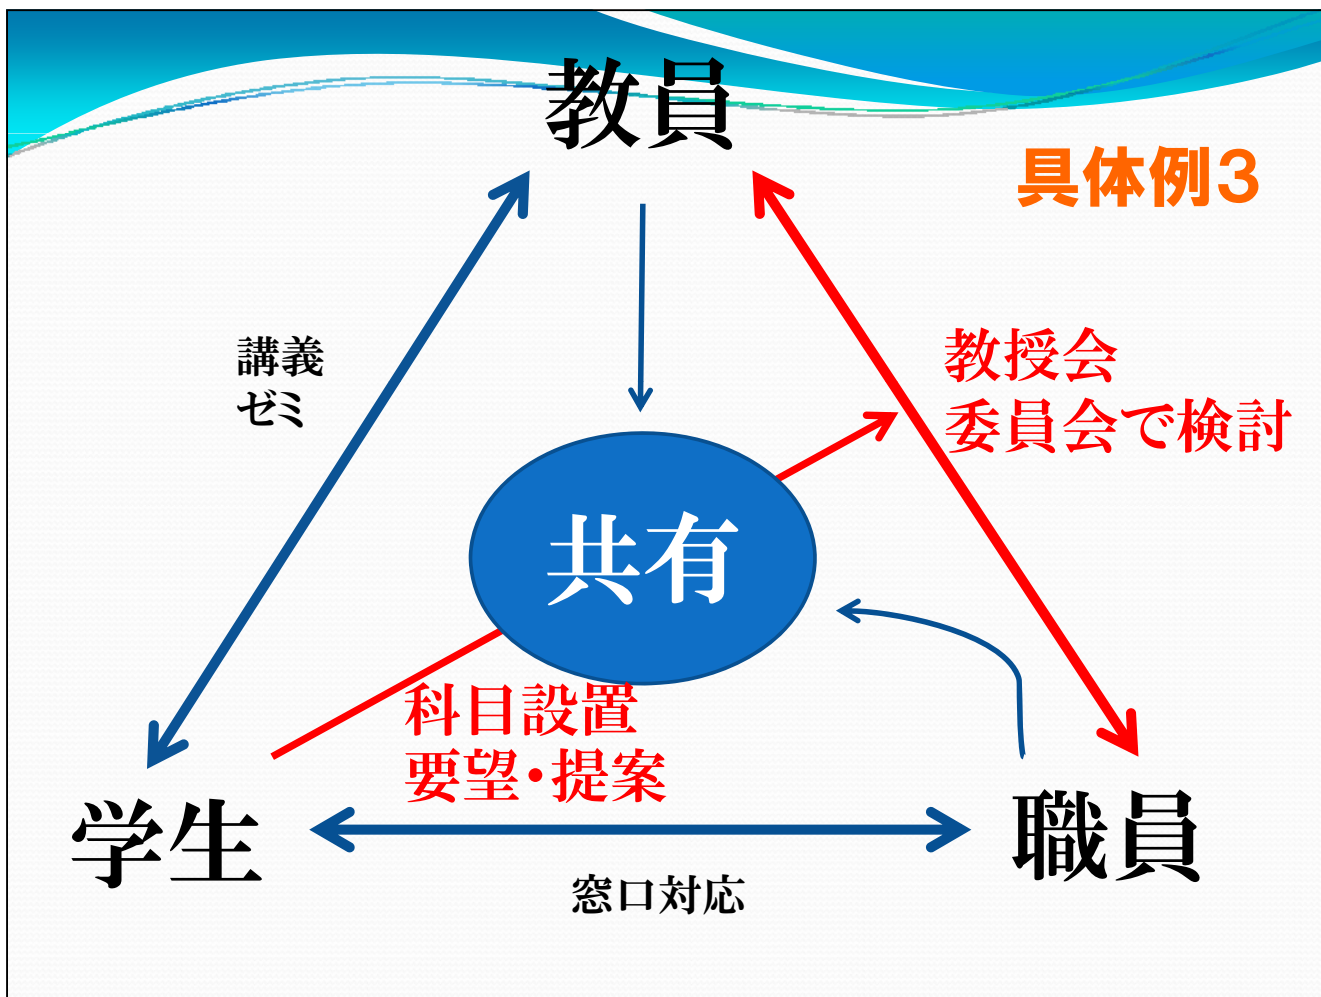 教員
具体例3
講義
ゼミ
教授会
委員会で検討
共有
科目設置
要望・提案
学生
職員
窓口対応